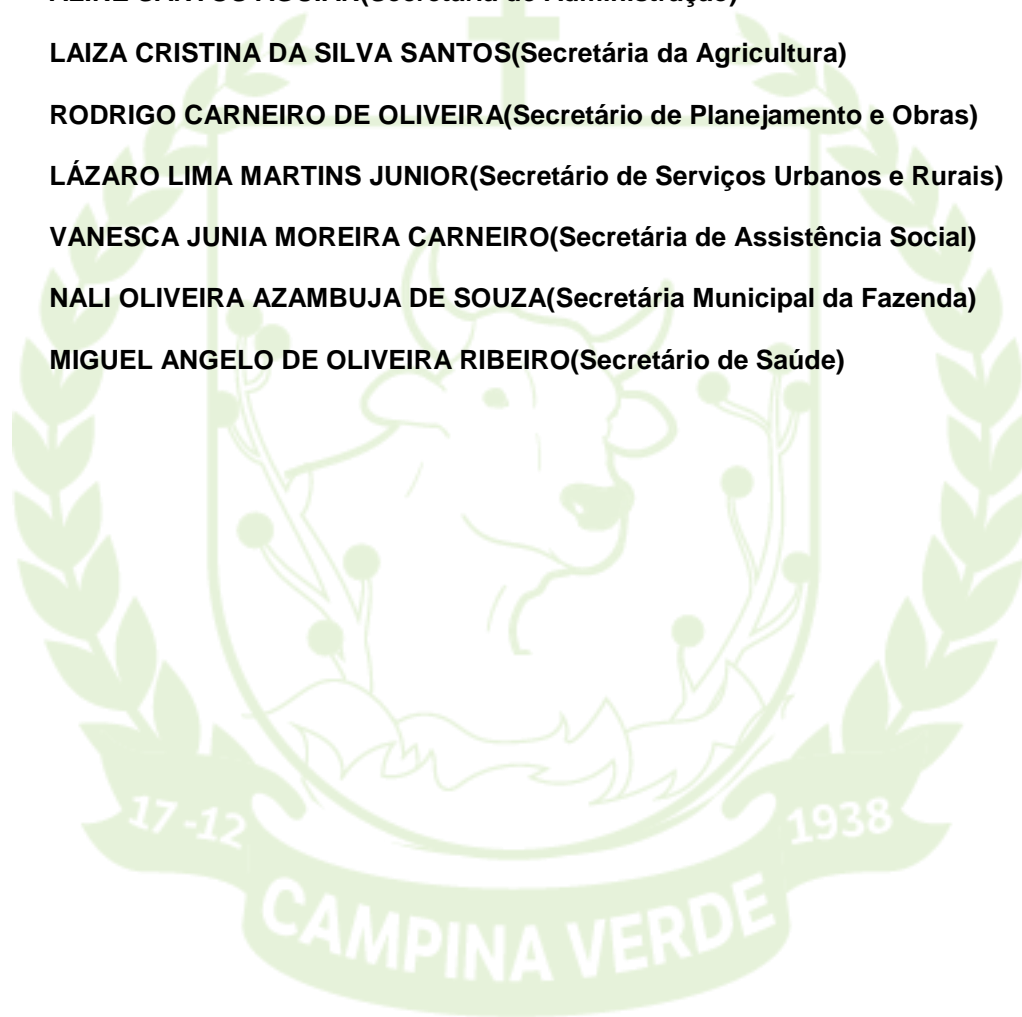 LAIZA CRISTINA DA SILVA SANTOS(Secretária da Agricultura)
RODRIGO CARNEIRO DE OLIVEIRA(Secretário de Planejamento e Obras)
LÁZARO LIMA MARTINS JUNIOR(Secretário de Serviços Urbanos e Rurais)
VANESCA JUNIA MOREIRA CARNEIRO(Secretária de Assistência Social)
NALI OLIVEIRA AZAMBUJA DE SOUZA(Secretária Municipal da Fazenda)
MIGUEL ANGELO DE OLIVEIRA RIBEIRO(Secretário de Saúde)
17-12 1938
CAMPINA VERDE